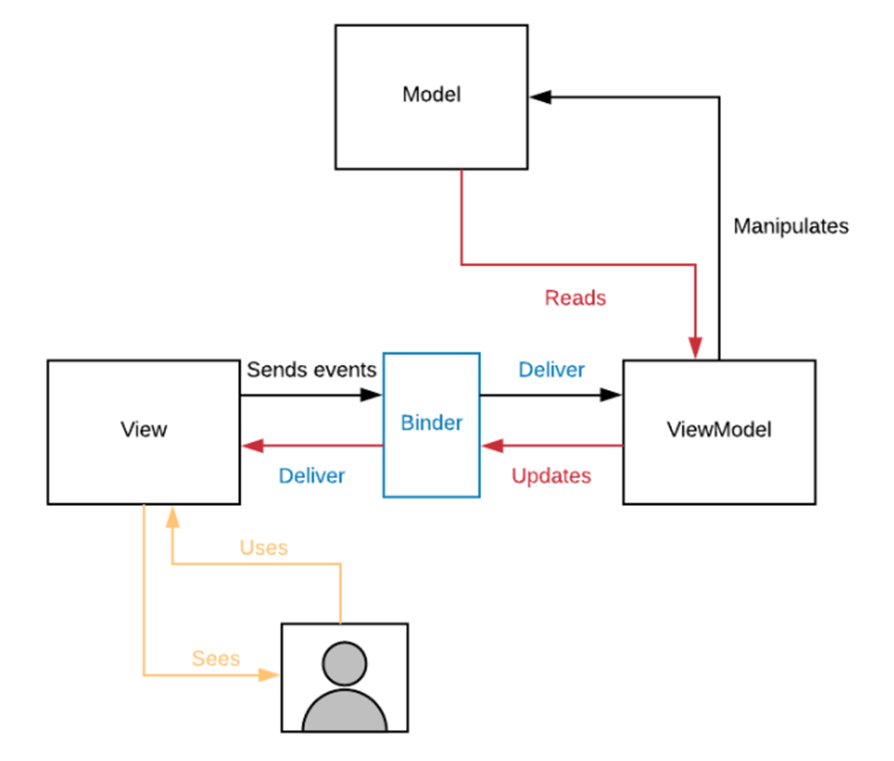 Model
Manipulates
Reads
Sends events
Deliver
View
Binder
ViewModel
Deliver
Updates
Uses
Sees